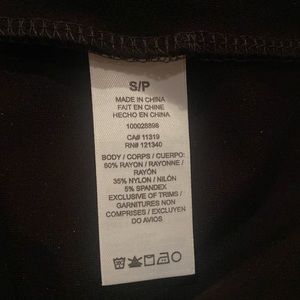 S/P
MADE IN CHINA
FAIT EN CHINE
HECHO EN CHINA
100028898
CA# 11319
RN# 121340
BODY / CORPS / CUERPO:
60% RAYON / RAYONNE /
RAYÓN
35% NYLON / NILÓN
5% SPANDEX
EXCLUSIVE OF TRIMS /
GARNITURES NON
COMPRISES / EXCLUYEN
DO AVIOS